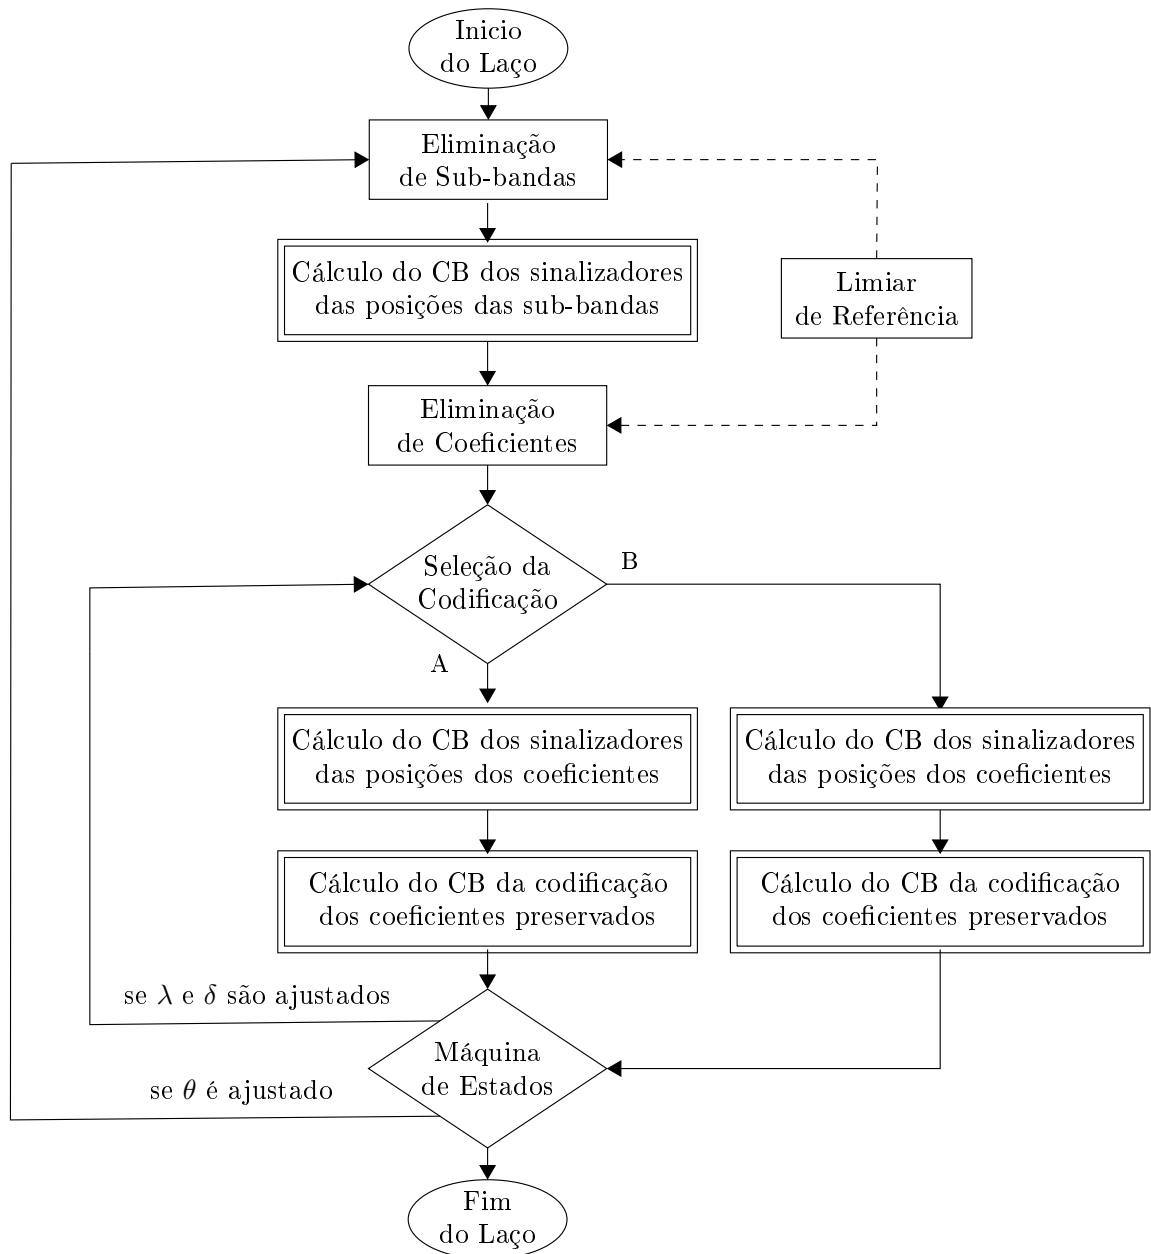 Inicio
do Laço
Eliminação
de Sub-bandas
Cálculo do CB dos sinalizadores
das posições das sub-bandas
Limiar
de Referência
Eliminação
de Coeficientes
Seleção da
Codificação
B
A
Cálculo do CB dos sinalizadores
das posições dos coeficientes
Cálculo do CB dos sinalizadores
das posições dos coeficientes
Cálculo do CB da codificação
dos coeficientes preservados
Cálculo do CB da codificação
dos coeficientes preservados
se λ e δ são ajustados
Máquina
de Estados
se θ é ajustado
Fim
do Laço